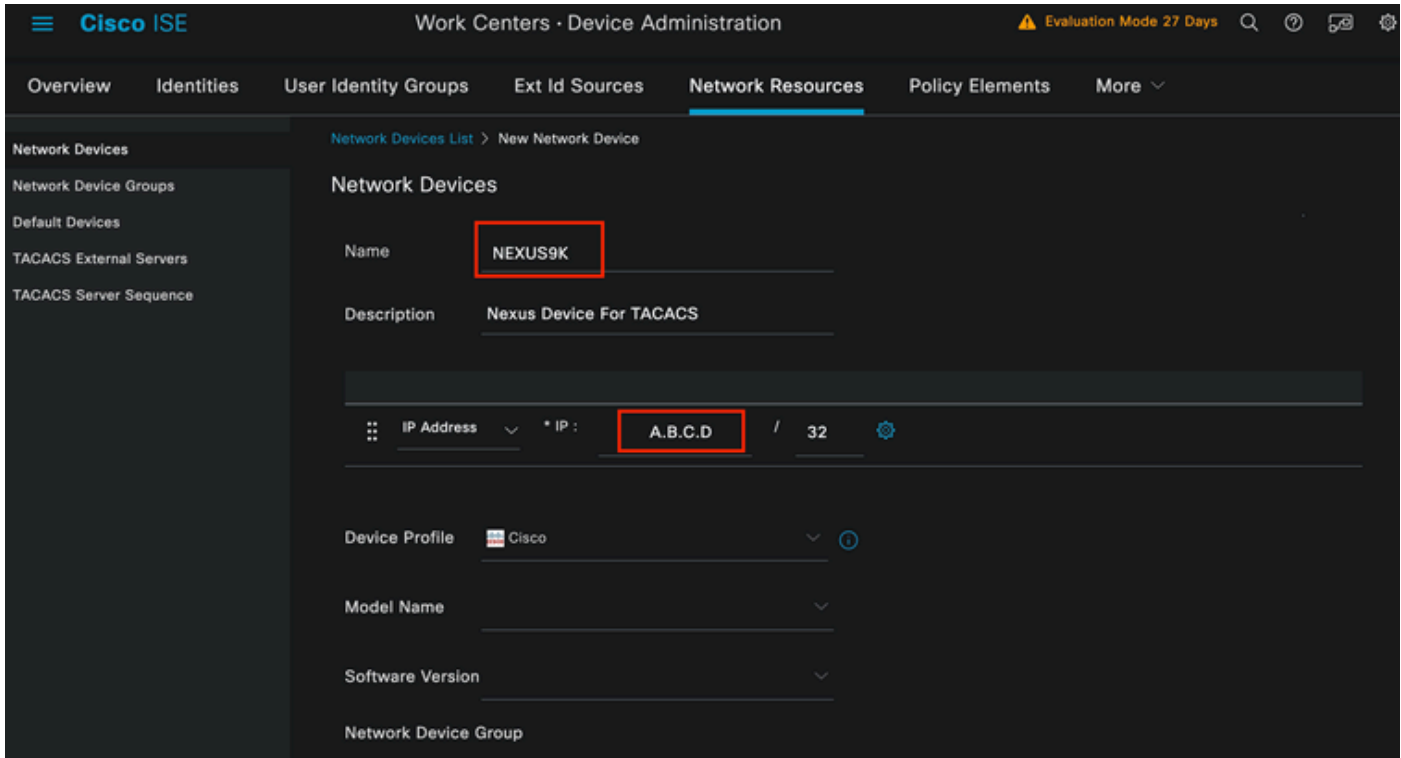 Cisco ISE
Work Centers · Device Administration
Evaluation Mode 27 Days
Overview Identities User Identity Groups Ext Id Sources Network Resources Policy Elements More
Network Devices
Network Device Groups
Default Devices
TACACS External Servers
TACACS Server Sequence
Network Devices List > New Network Device
Network Devices
Name NEXUS9K
Description Nexus Device For TACACS
IP Address * IP : A.B.C.D / 32
Device Profile Cisco
Model Name
Software Version
Network Device Group